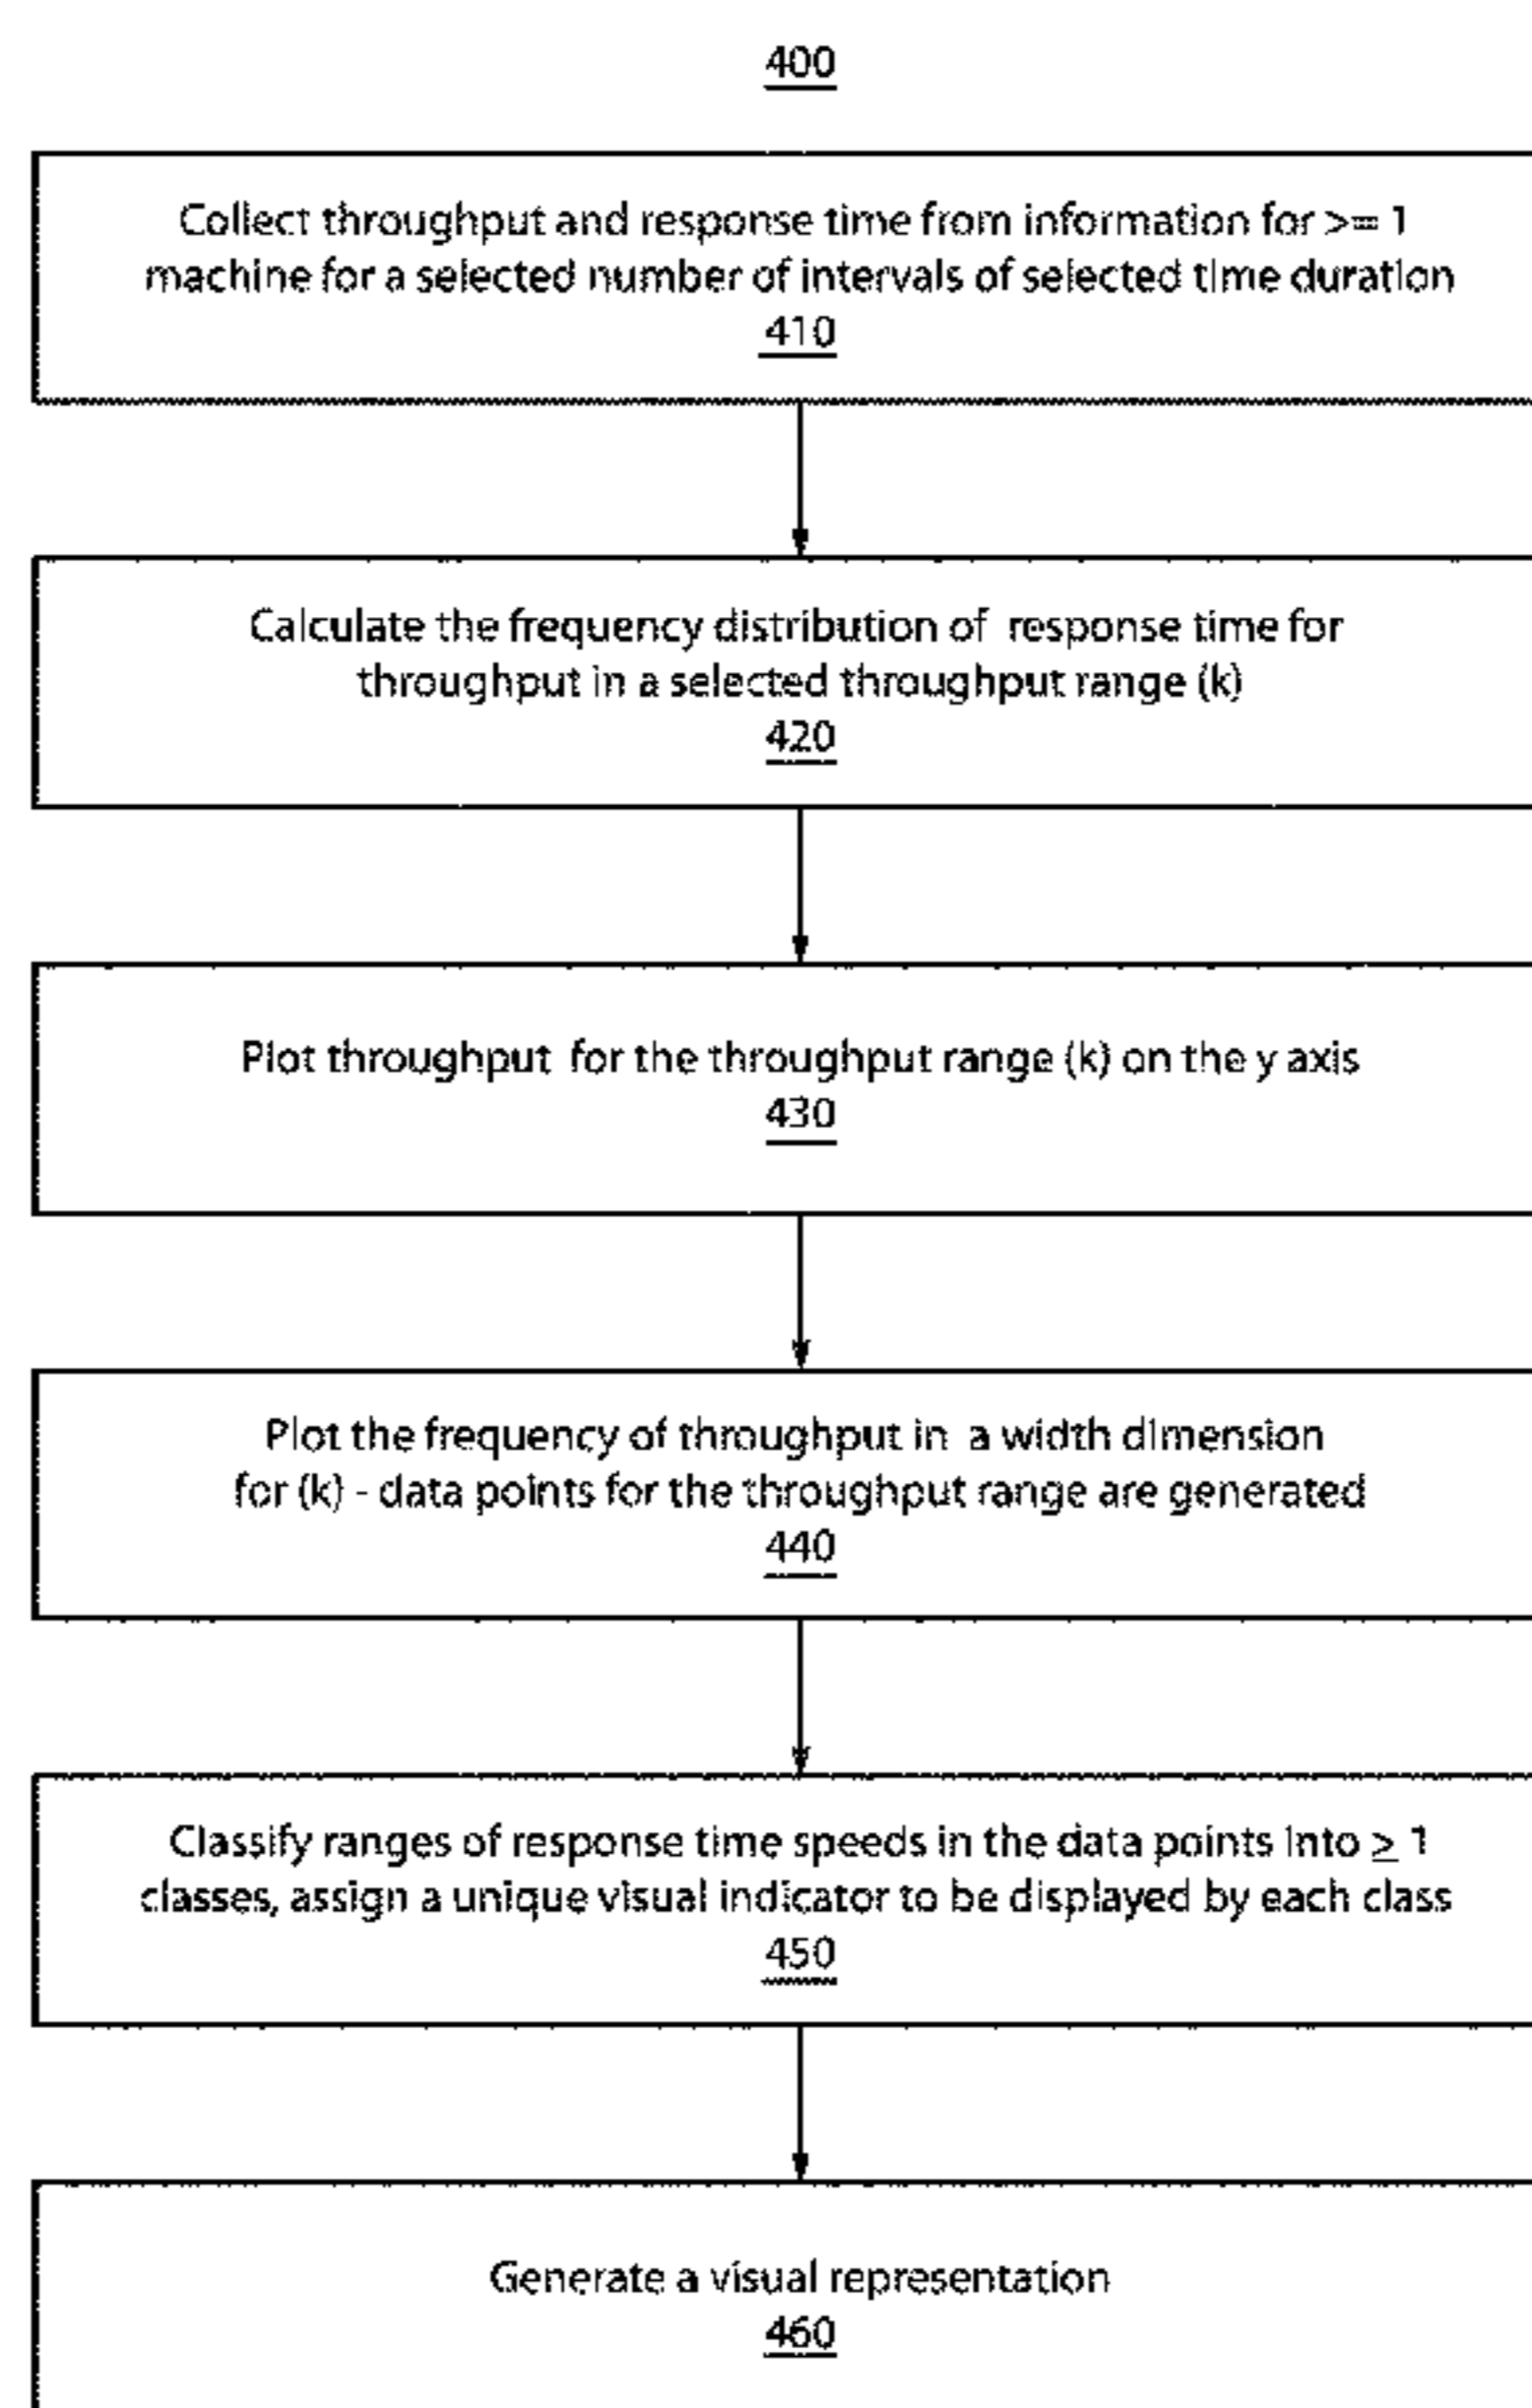 400
Collect throughput and response time from information for >= 1
machine for a selected number of intervals of selected time duration
410
Calculate the frequency distribution of response time for
throughput in a selected throughput range (k)
420
Plot throughput for the throughput range (k) on the y axis
430
Plot the frequency of throughput in a width dimension
for (k) - data points for the throughput range are generated
440
Classify ranges of response time speeds in the data points into ≥ 1
classes, assign a unique visual indicator to be displayed by each class
450
Generate a visual representation
460